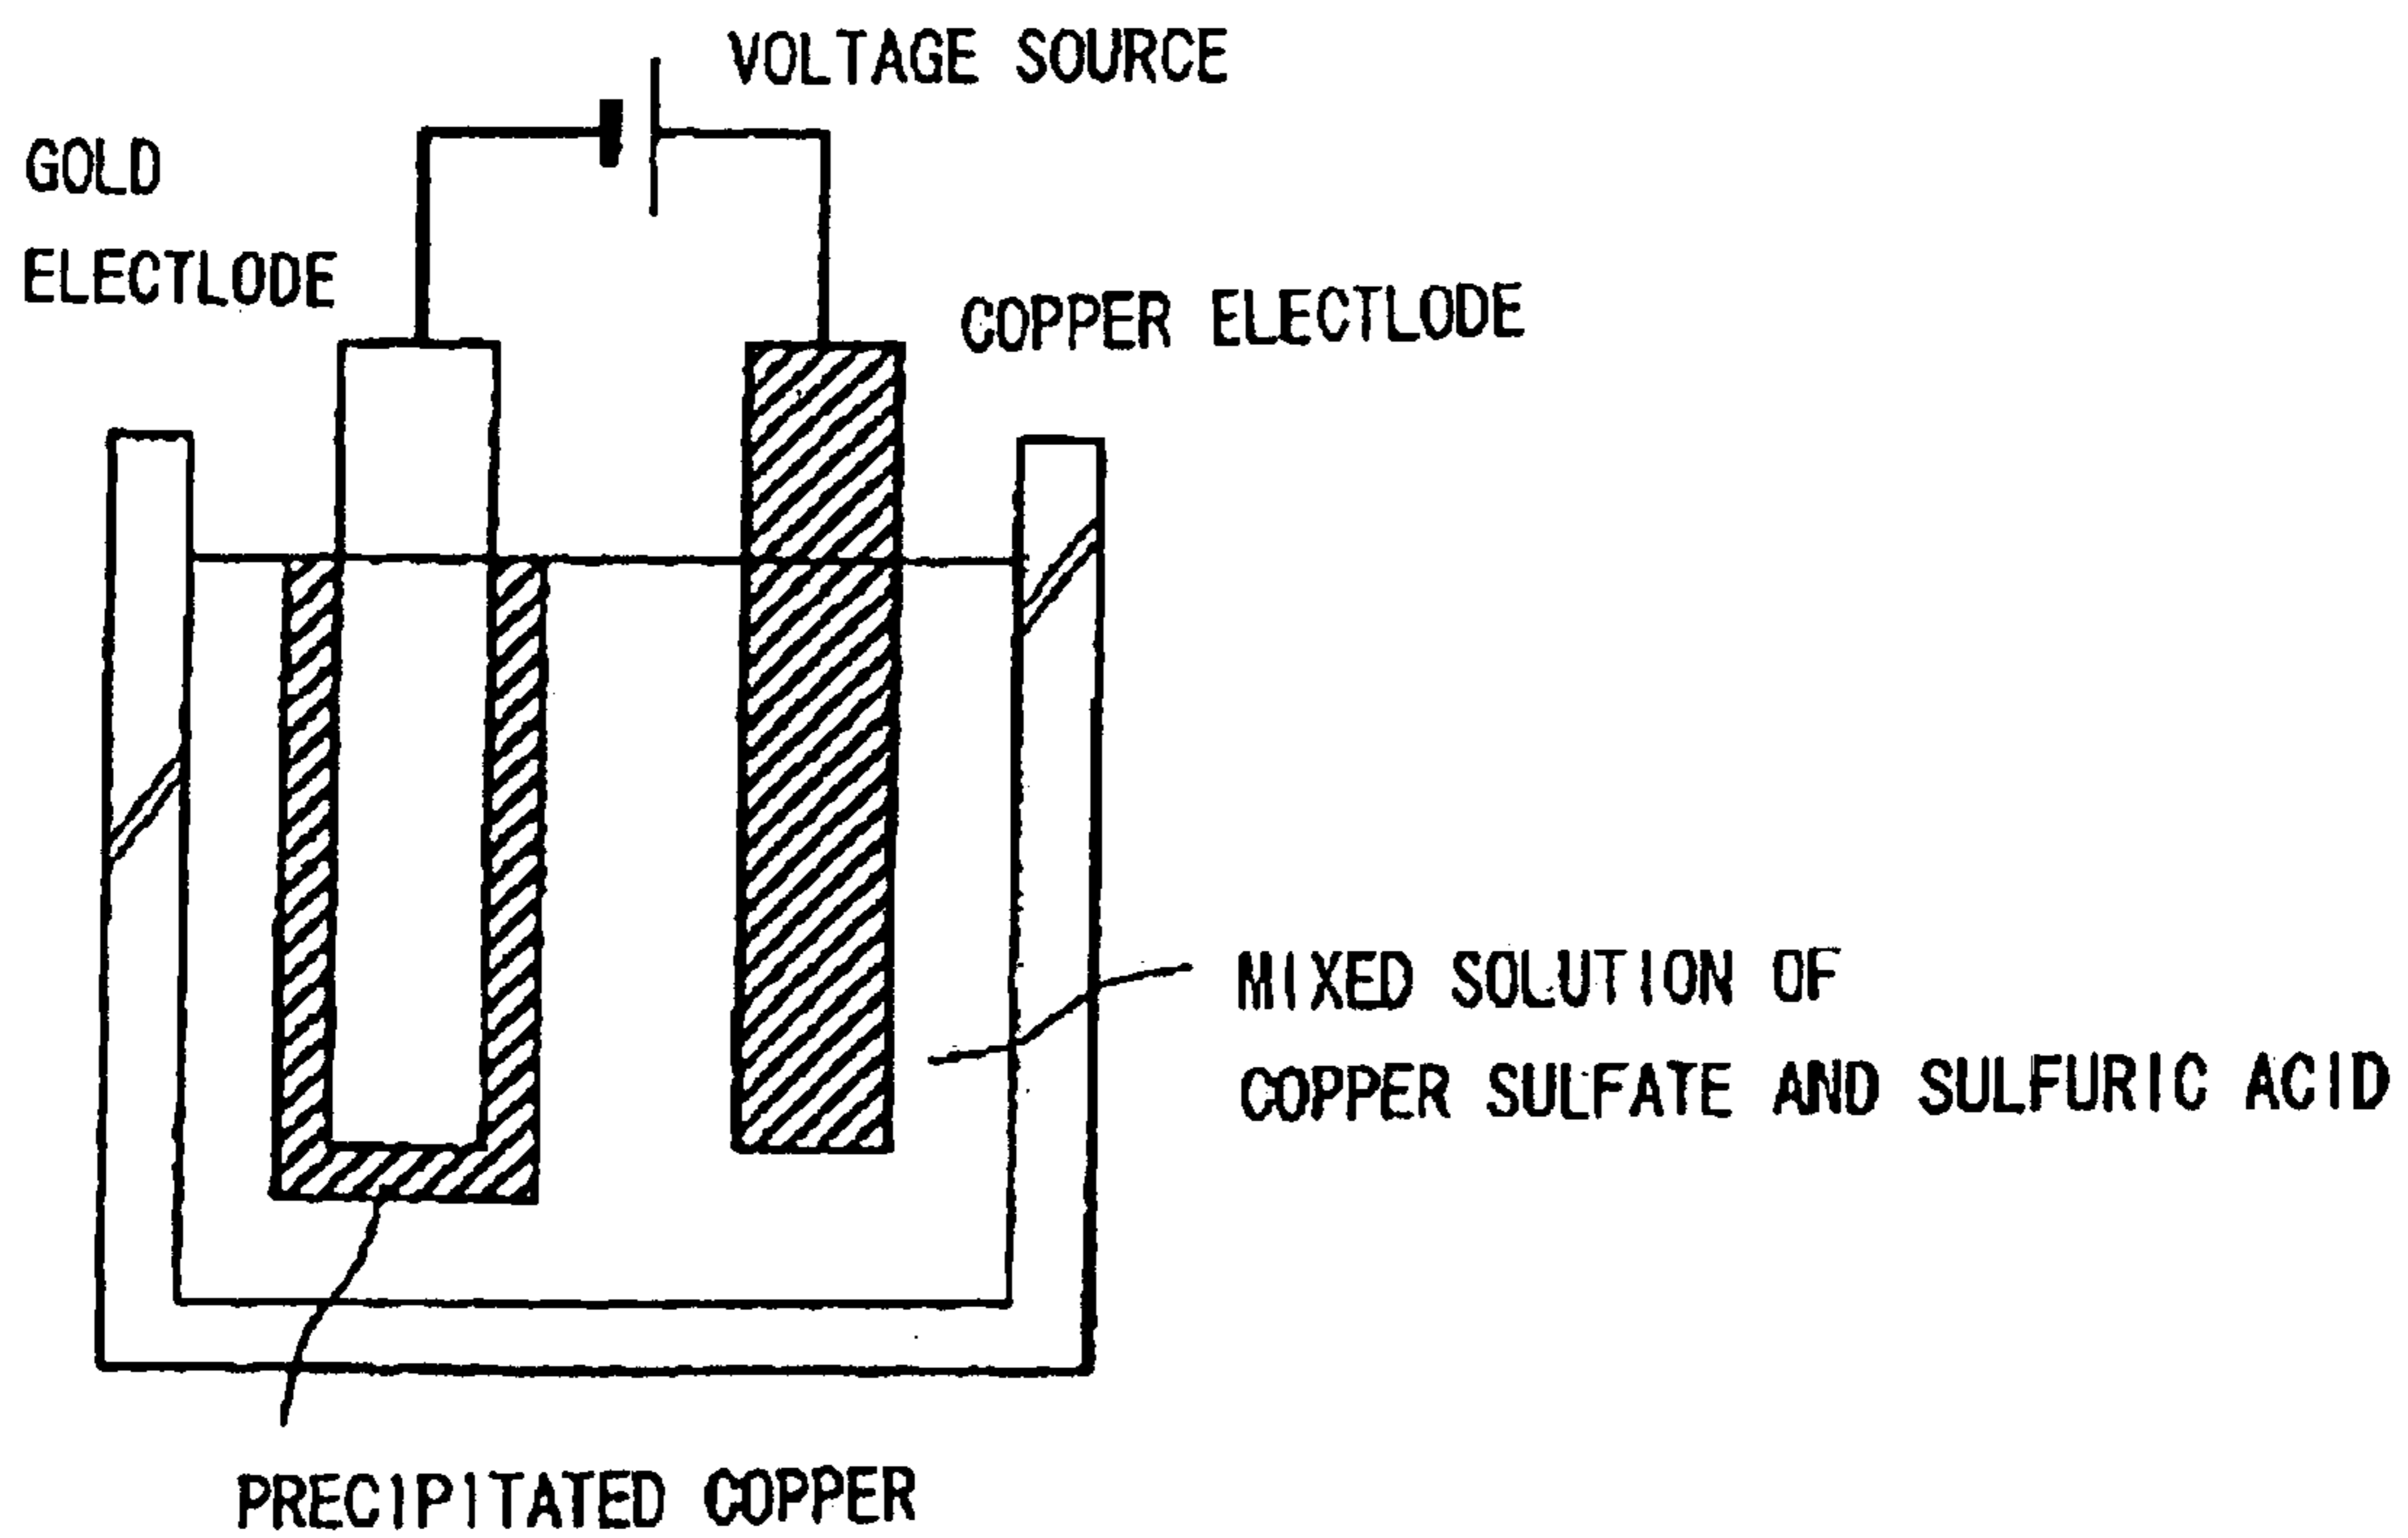 VOLTAGE SOURCE
GOLD
ELECTLODE
COPPER ELECTLODE
MIXED SOLUTION OF
COPPER SULFATE AND SULFURIC ACID
PRECIPITATED COPPER